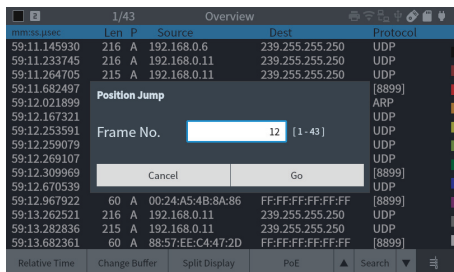 2 1/43 Overview
mm:ss.µsec Len P Source Dest Protocol
59:11.145930 216 A 192.168.0.6 239.255.255.250 UDP
59:11.233745 216 A 192.168.0.11 239.255.255.250 UDP
59:11.264705 215 A 192.168.0.11 239.255.255.250 UDP
59:11.682497 [8899]
Position Jump
59:12.021899 ARP
59:12.167321 UDP
59:12.253591 UDP
Frame No. 12 [1-43]
59:12.259079 UDP
59:12.269107 UDP
59:12.309969 [8899]
Cancel Go
59:12.670539 UDP
59:12.967922 60 A 00:24:A5:4B:8A:86 FF:FF:FF:FF:FF:FF [8899]
59:13.262521 216 A 192.168.0.11 239.255.255.250 UDP
59:13.282836 215 A 192.168.0.11 239.255.255.250 UDP
59:13.682361 60 A 88:57:EE:C4:47:2D FF:FF:FF:FF:FF:FF [8899]
Relative Time Change Buffer Split Display PoE ▲ Search ▼